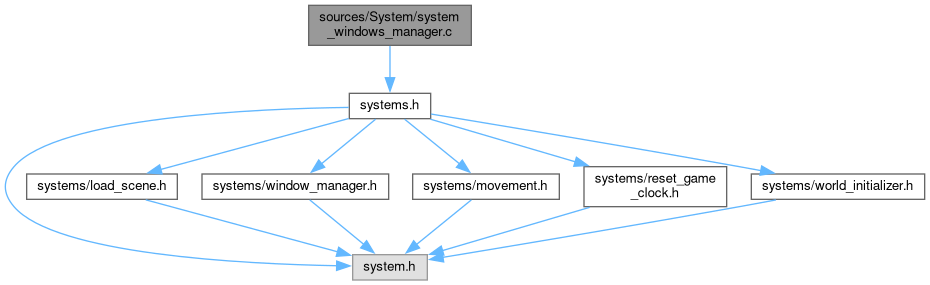 sources/System/system
_windows_manager.c
systems.h
systems/load_scene.h
systems/window_manager.h
systems/movement.h
systems/reset_game
_clock.h
systems/world_initializer.h
system.h